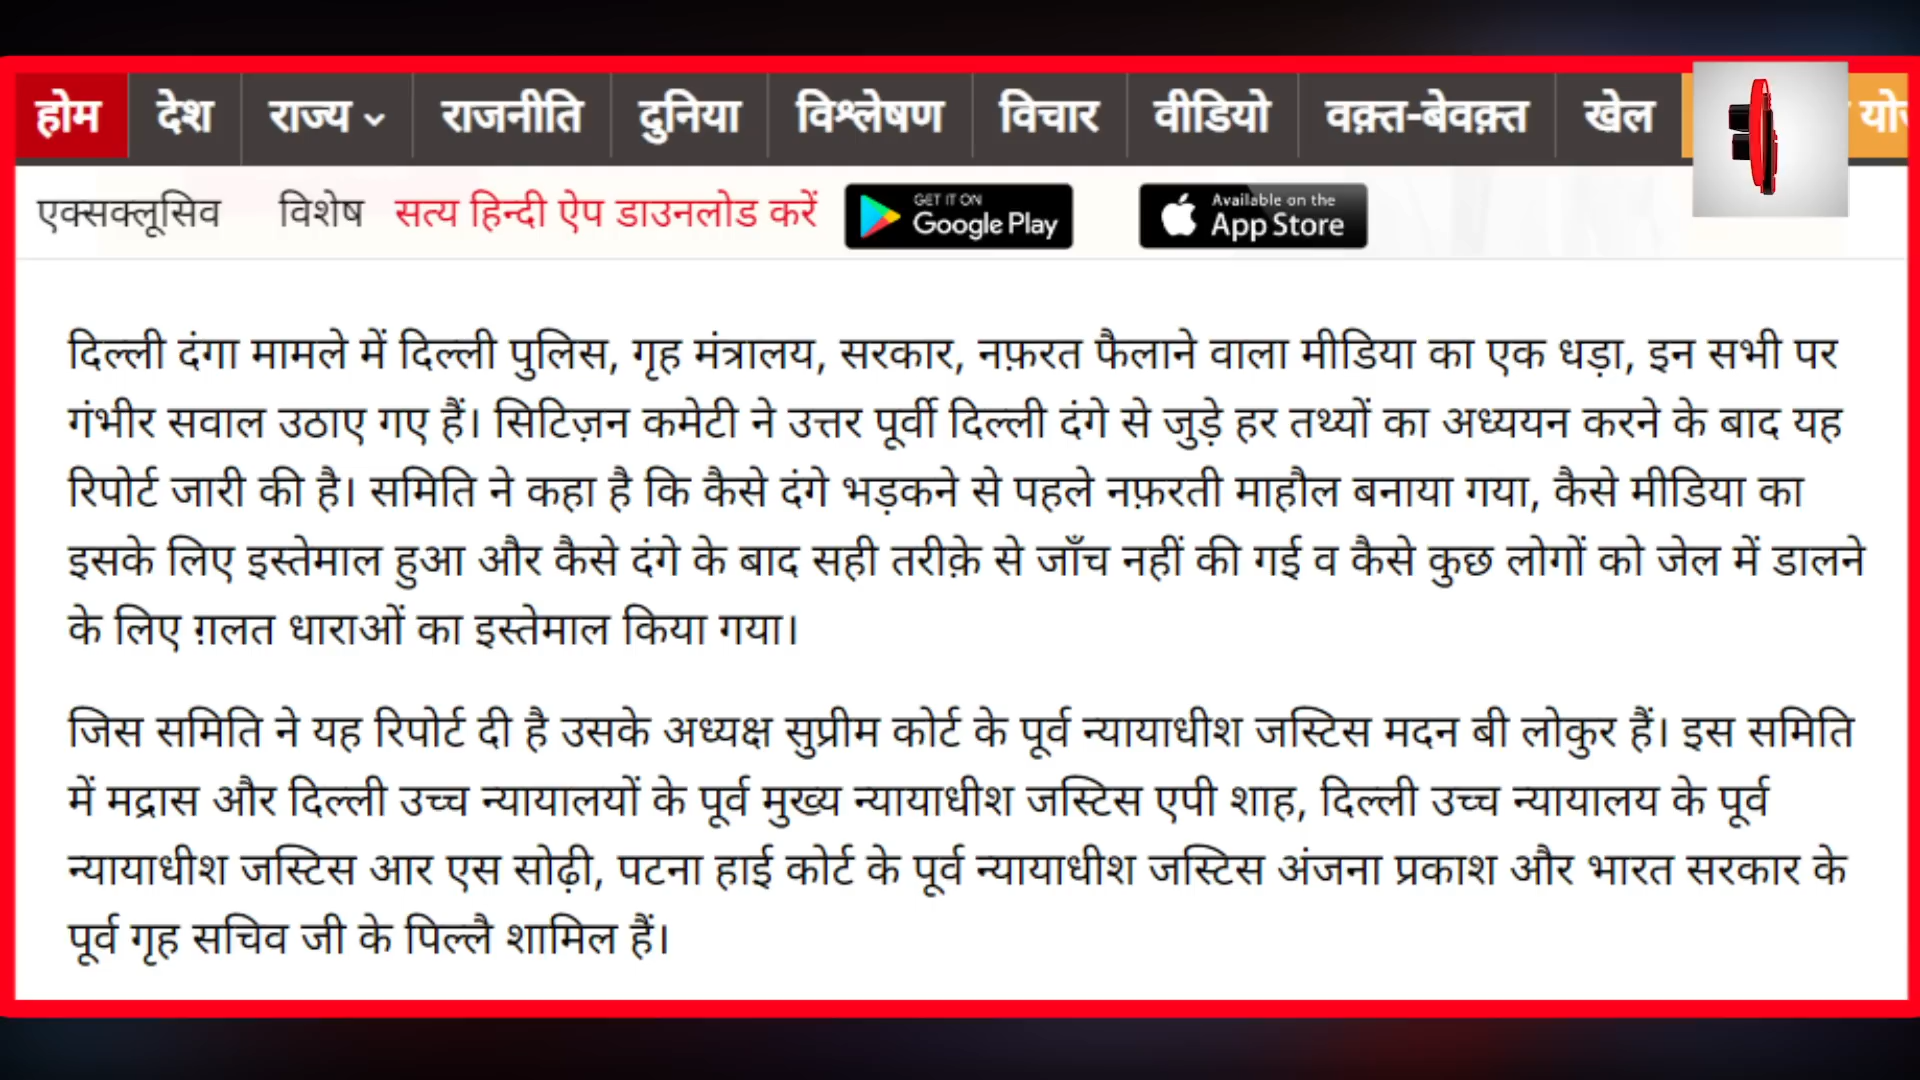 होम देश राज्य राजनीति दुनिया विश्लेषण विचार वीडियो वक़्त-बेवक़्त खेल
एक्सक्लूसिव विशेष सत्य हिन्दी ऐप डाउनलोड करें GET IT ON Google Play Available on the App Store
दिल्ली दंगा मामले में दिल्ली पुलिस, गृह मंत्रालय, सरकार, नफ़रत फैलाने वाला मीडिया का एक धड़ा, इन सभी पर
गंभीर सवाल उठाए गए हैं। सिटिज़न कमेटी ने उत्तर पूर्वी दिल्ली दंगे से जुड़े हर तथ्यों का अध्ययन करने के बाद यह
रिपोर्ट जारी की है। समिति ने कहा है कि कैसे दंगे भड़कने से पहले नफ़रती माहौल बनाया गया, कैसे मीडिया का
इसके लिए इस्तेमाल हुआ और कैसे दंगे के बाद सही तरीक़े से जाँच नहीं की गई व कैसे कुछ लोगों को जेल में डालने
के लिए ग़लत धाराओं का इस्तेमाल किया गया।
जिस समिति ने यह रिपोर्ट दी है उसके अध्यक्ष सुप्रीम कोर्ट के पूर्व न्यायाधीश जस्टिस मदन बी लोकुर हैं। इस समिति
में मद्रास और दिल्ली उच्च न्यायालयों के पूर्व मुख्य न्यायाधीश जस्टिस एपी शाह, दिल्ली उच्च न्यायालय के पूर्व
न्यायाधीश जस्टिस आर एस सोढ़ी, पटना हाई कोर्ट के पूर्व न्यायाधीश जस्टिस अंजना प्रकाश और भारत सरकार के
पूर्व गृह सचिव जी के पिल्लै शामिल हैं।